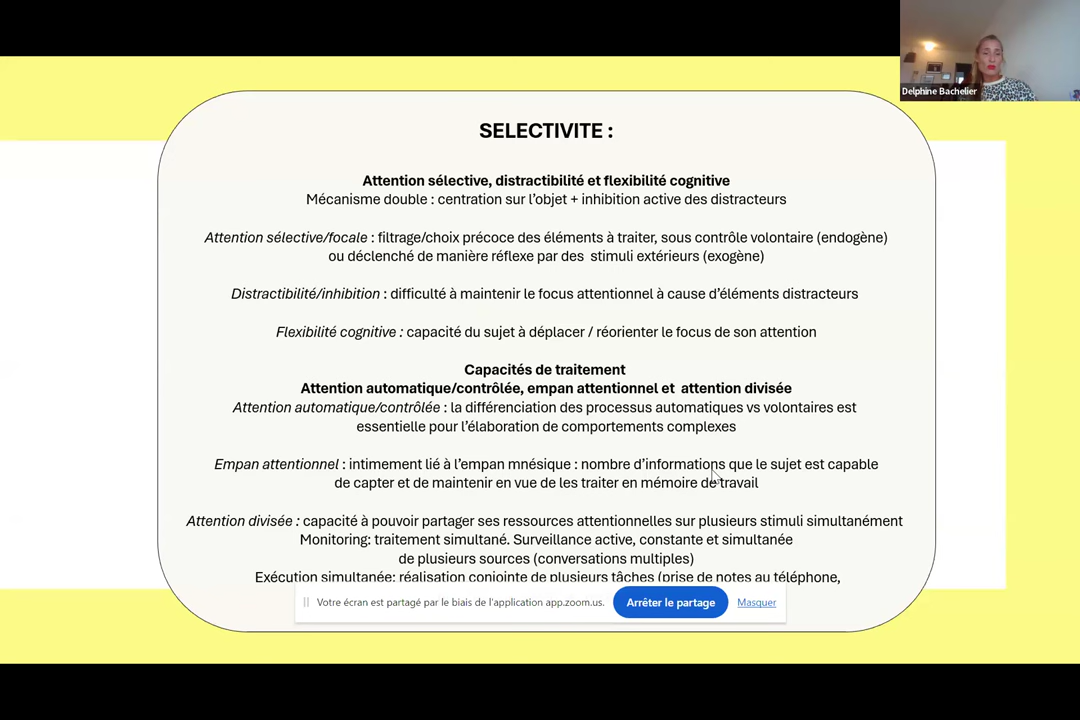 Delphine Bachelier
SELECTIVITE :
Attention sélective, distractibilité et flexibilité cognitive
Mécanisme double : centration sur l'objet + inhibition active des distracteurs
Attention sélective/focale : filtrage/choix précoce des éléments à traiter, sous contrôle volontaire (endogène)
ou déclenché de manière réflexe par des stimuli extérieurs (exogène)
Distractibilité/inhibition : difficulté à maintenir le focus attentionnel à cause d'éléments distracteurs
Flexibilité cognitive : capacité du sujet à déplacer / réorienter le focus de son attention
Capacités de traitement
Attention automatique/contrôlée, empan attentionnel et attention divisée
Attention automatique/contrôlée : la différenciation des processus automatiques vs volontaires est
essentielle pour l'élaboration de comportements complexes
Empan attentionnel : intimement lié à l'empan mnésique : nombre d'informations que le sujet est capable
de capter et de maintenir en vue de les traiter en mémoire de travail
Attention divisée : capacité à pouvoir partager ses ressources attentionnelles sur plusieurs stimuli simultanément
Monitoring: traitement simultané. Surveillance active, constante et simultanée
de plusieurs sources (conversations multiples)
Exécution simultanée: réalisation conjointe de plusieurs tâches (prise de notes au téléphone,
Votre écran est partagé par le biais de l'application app.zoom.us.
Arrêter le partage
Masquer